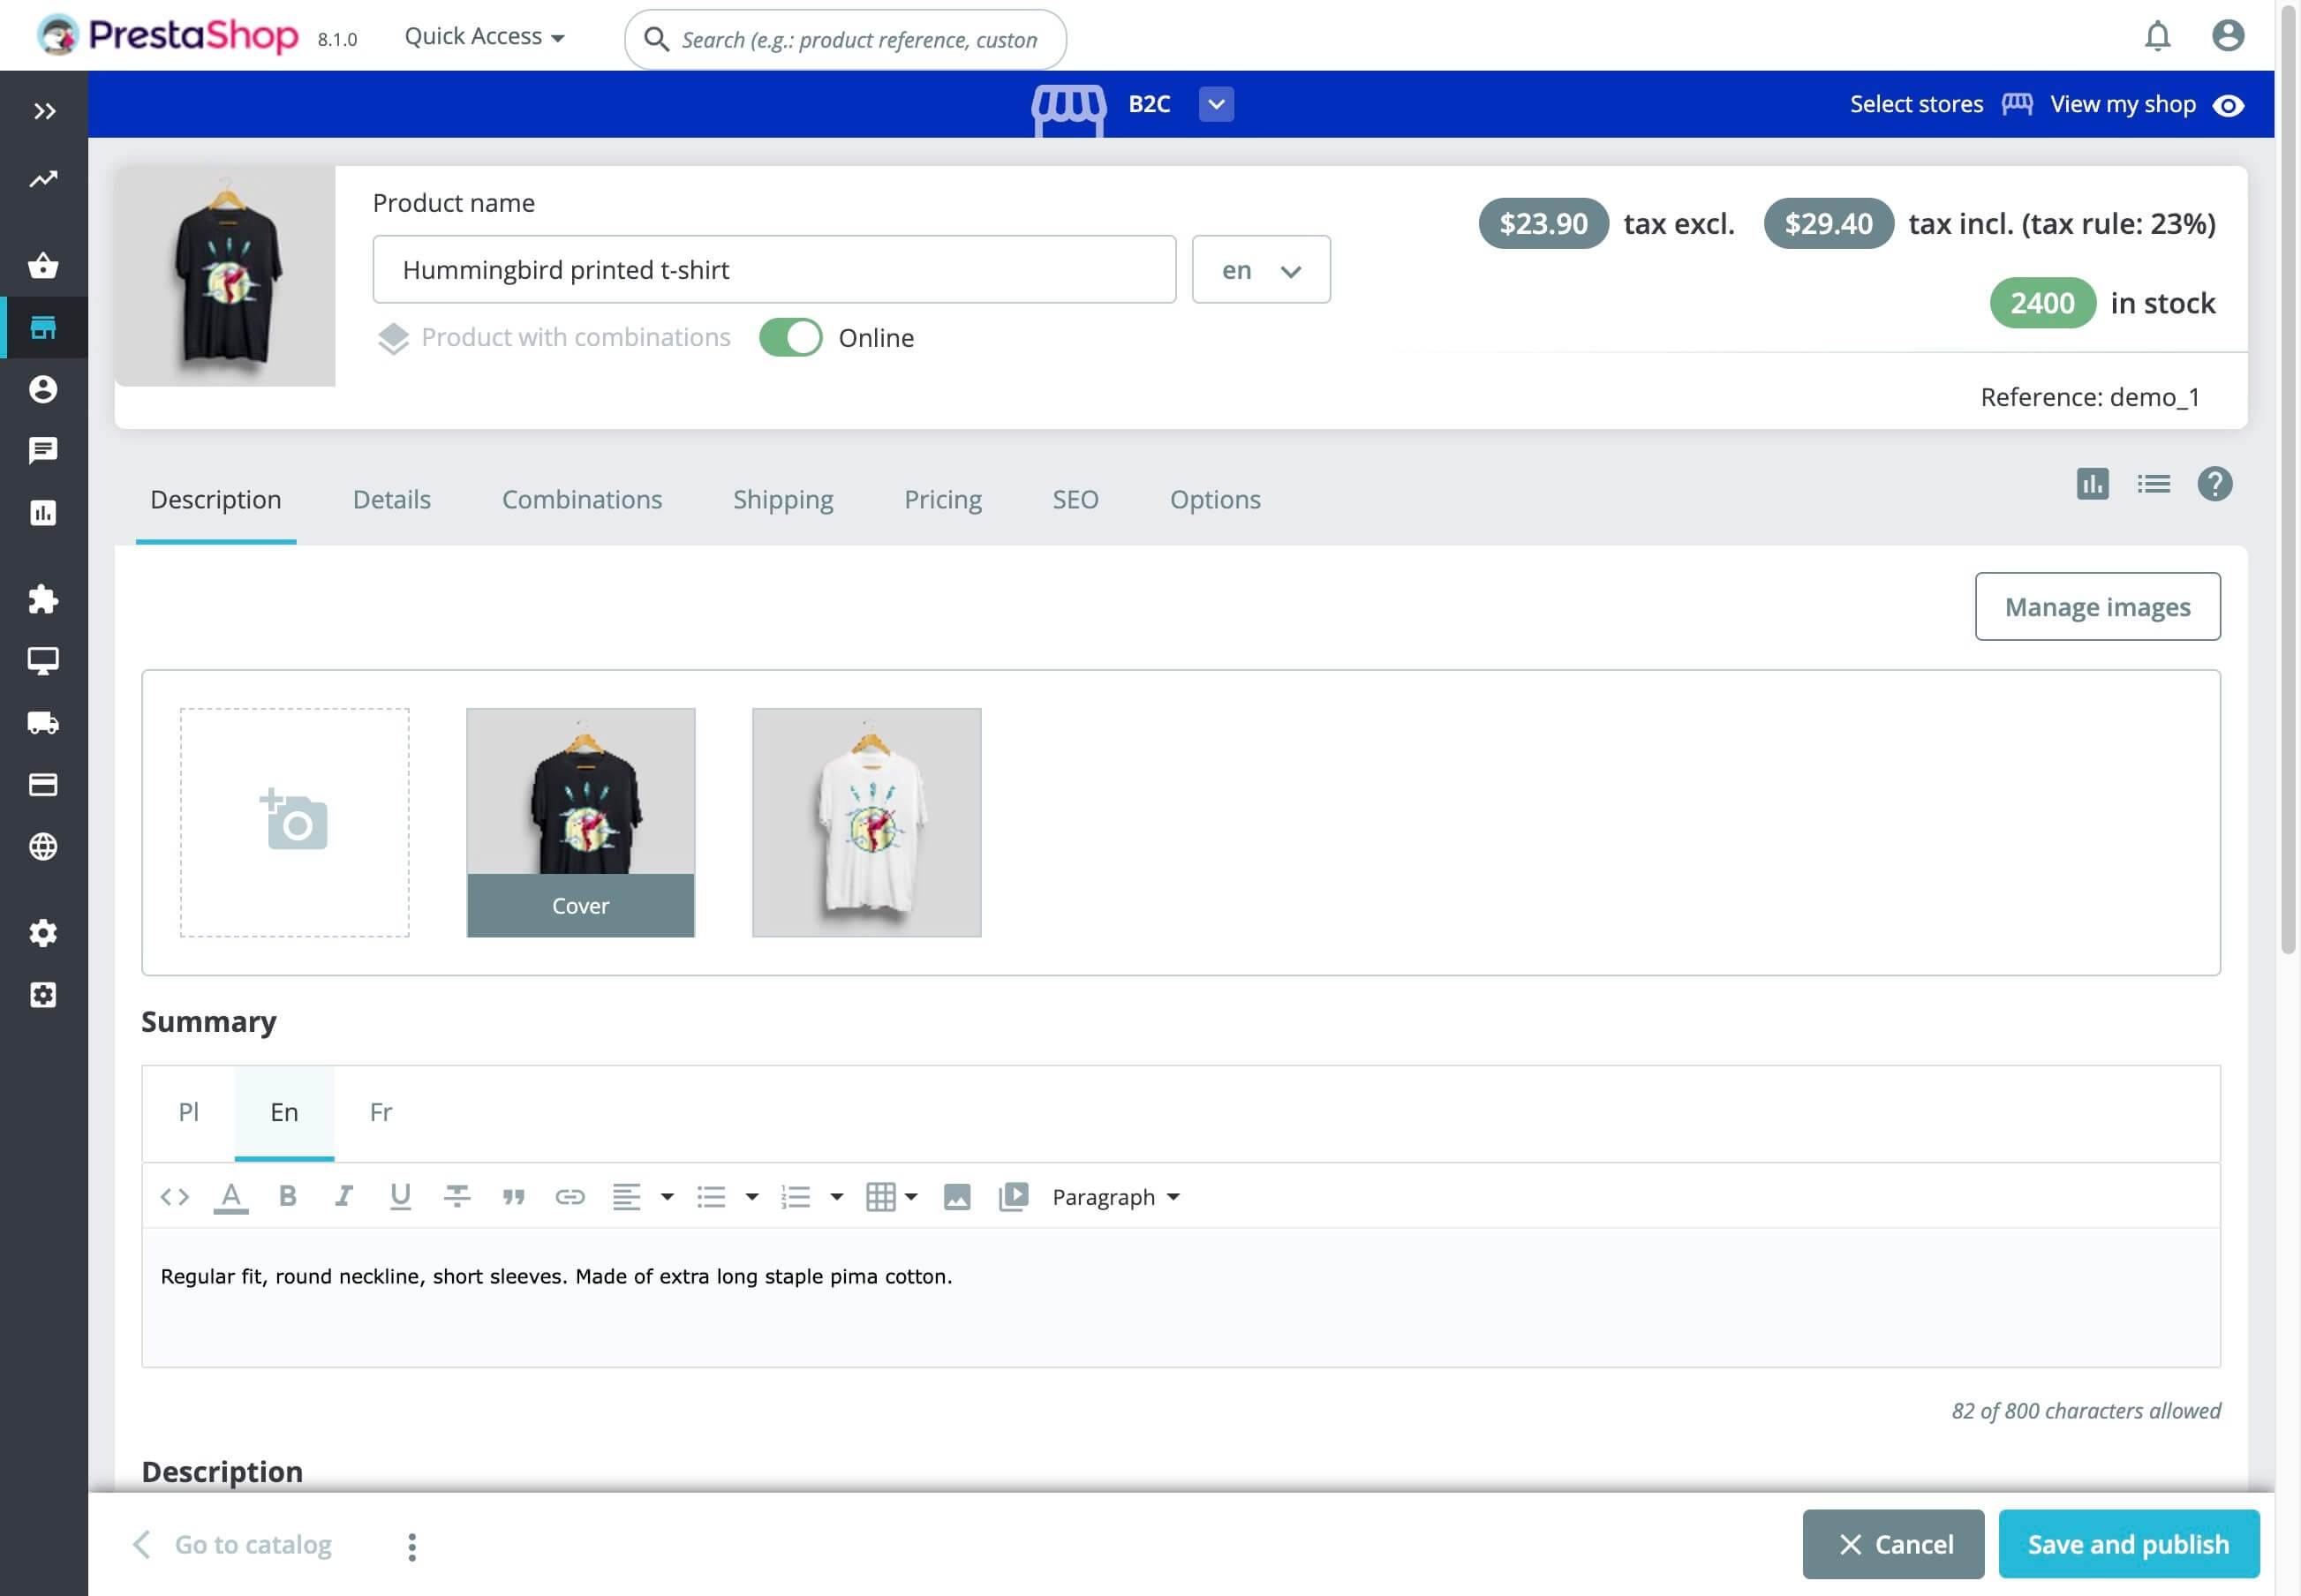 PrestaShop 8.1.0 Quick Access Search (e.g.: product reference, custon
B2C Select stores View my shop
Product name
$23.90 tax excl. $29.40 tax incl. (tax rule: 23%)
Hummingbird printed t-shirt en
2400 in stock
Product with combinations Online
Reference: demo_1
Description Details Combinations Shipping Pricing SEO Options
Manage images
Cover
Summary
Pl En Fr
Paragraph
Regular fit, round neckline, short sleeves. Made of extra long staple pima cotton.
82 of 800 characters allowed
Description
Go to catalog Cancel Save and publish